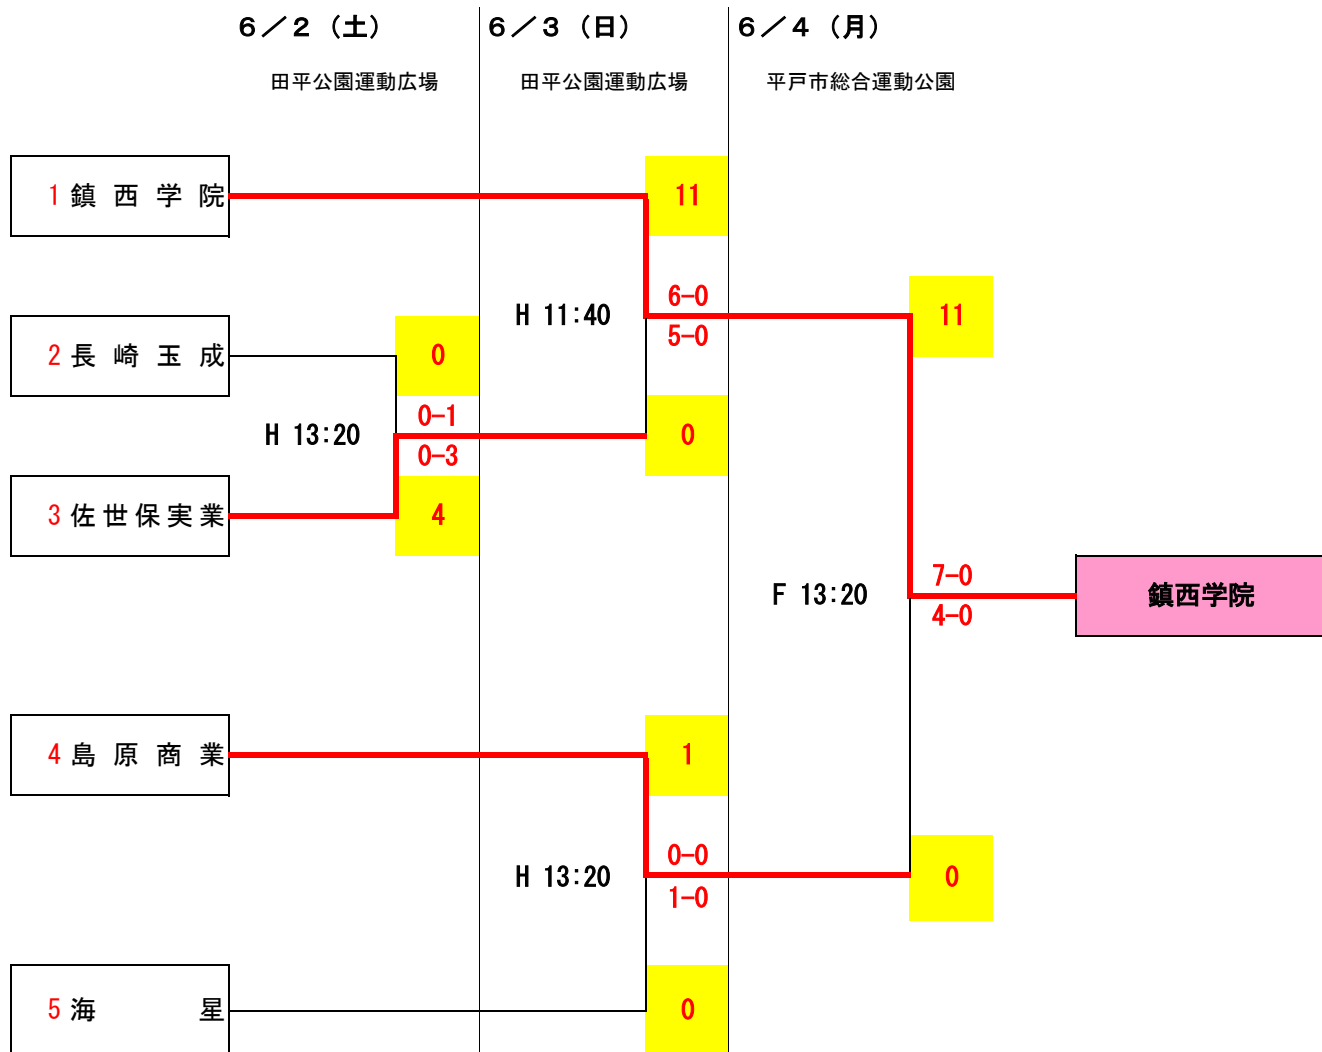 ６／２（土） ６／３（日） ６／４（月）
田平公園運動広場 田平公園運動広場 平戸市総合運動公園
1 鎮西学院 11
6-0
H 11:40 11
5-0
2 長崎玉成 0
0-1
H 13:20 0
0-3
3 佐世保実業 4
7-0
F 13:20 鎮西学院
4-0
4 島原商業 1
0-0
H 13:20 0
1-0
5 海星 0